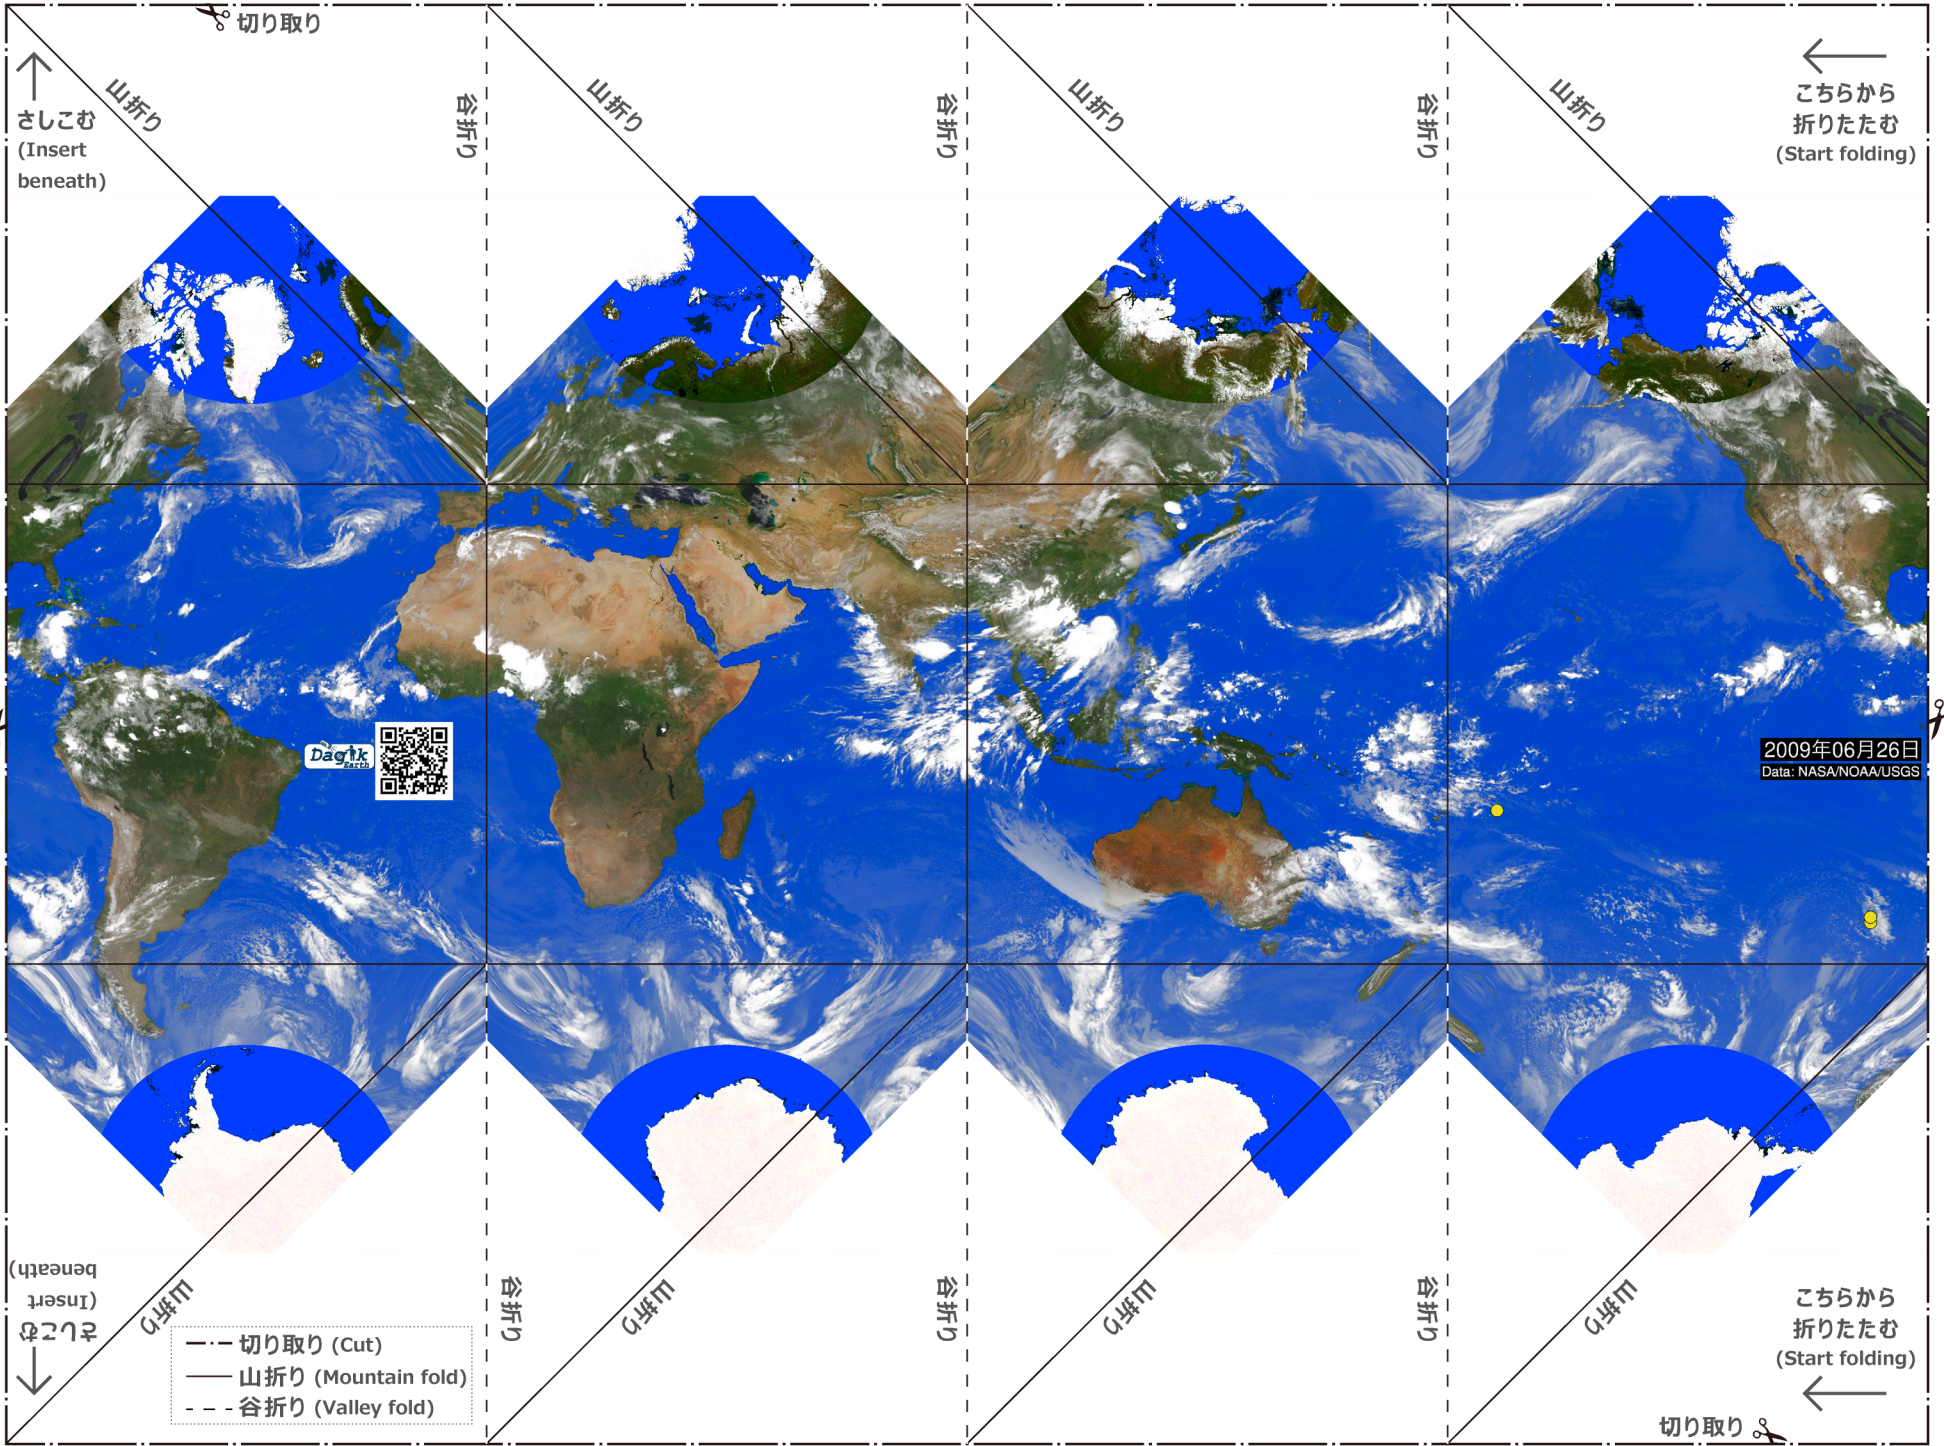 切り取り
さしこむ
(Insert
beneath)
山折り
谷折り
山折り
谷折り
山折り
谷折り
山折り
こちらから
折りたたむ
(Start folding)
Dagik
Earth
2009年06月26日
Data: NASA/NOAA/USGS
さしこむ
(Insert
beneath)
山折り
谷折り
山折り
谷折り
山折り
谷折り
山折り
こちらから
折りたたむ
(Start folding)
切り取り (Cut)
山折り (Mountain fold)
谷折り (Valley fold)
切り取り